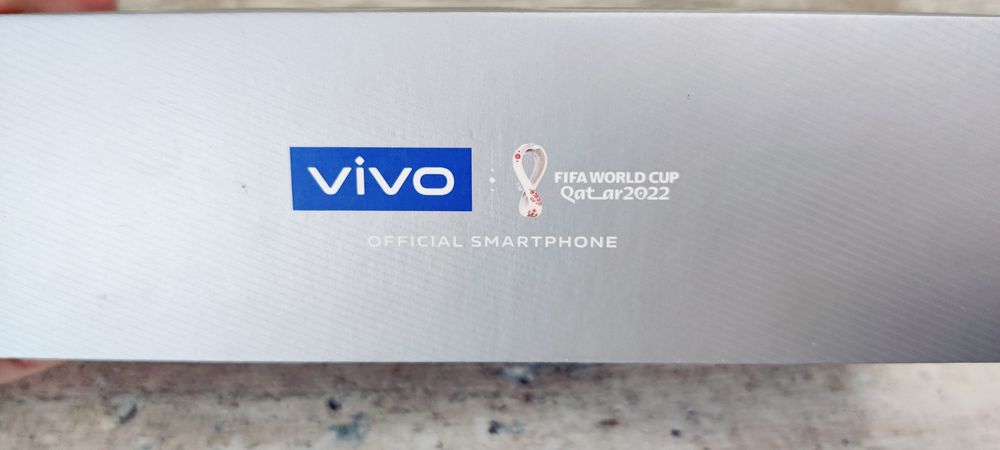 vivo
FIFA WORLD CUP
Qatar2022
OFFICIAL SMARTPHONE